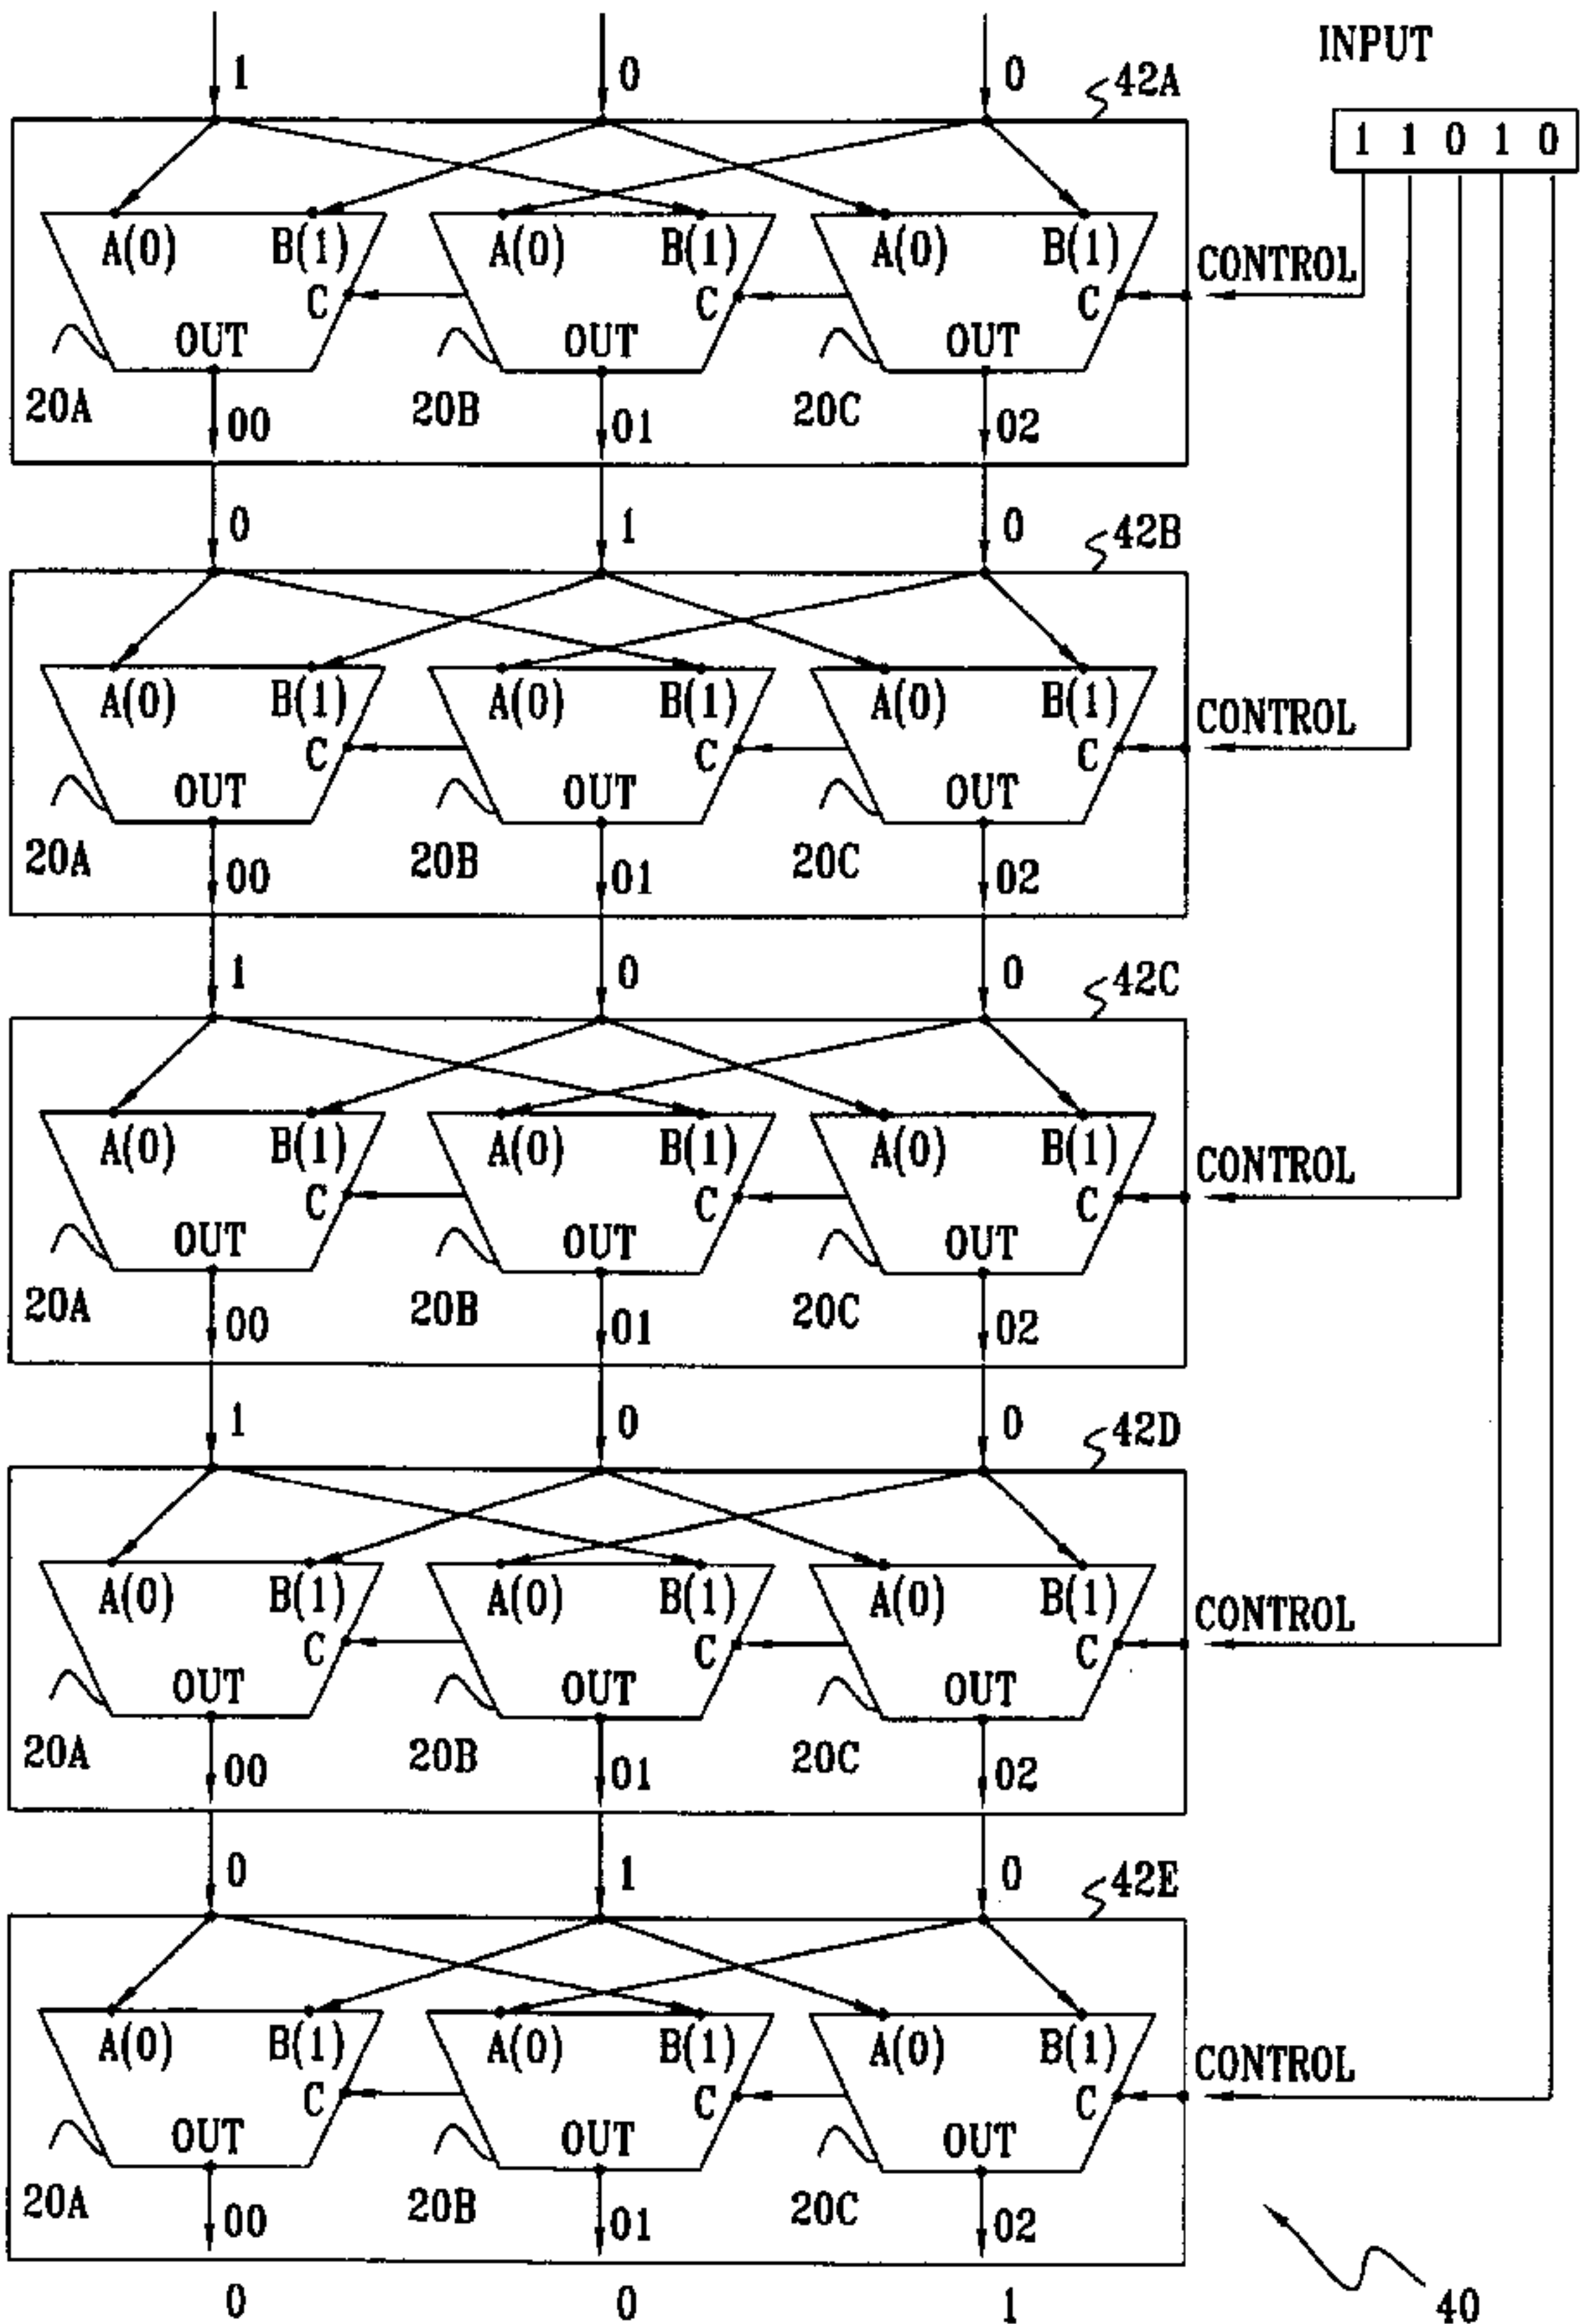 INPUT
1 0 0 42A
1 1 0 1 0
A(0) B(1) A(0) B(1) A(0) B(1) CONTROL
C C C
OUT OUT OUT
20A 00 20B 01 20C 02
0 1 0 42B
A(0) B(1) A(0) B(1) A(0) B(1) CONTROL
C C C
OUT OUT OUT
20A 00 20B 01 20C 02
1 0 0 42C
A(0) B(1) A(0) B(1) A(0) B(1) CONTROL
C C C
OUT OUT OUT
20A 00 20B 01 20C 02
1 0 0 42D
A(0) B(1) A(0) B(1) A(0) B(1) CONTROL
C C C
OUT OUT OUT
20A 00 20B 01 20C 02
0 1 0 42E
A(0) B(1) A(0) B(1) A(0) B(1) CONTROL
C C C
OUT OUT OUT
20A 00 20B 01 20C 02
0 0 1 40